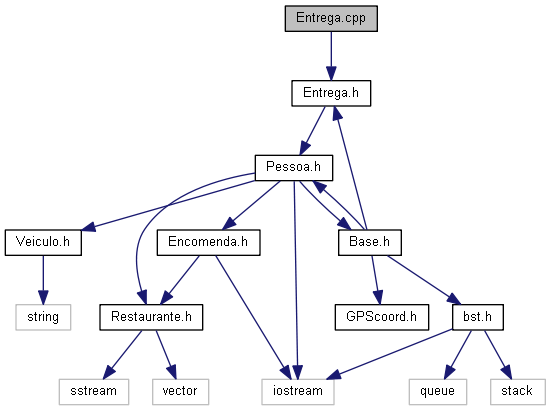 Entrega.cpp
Entrega.h
Pessoa.h
Veiculo.h
Encomenda.h
Base.h
string
Restaurante.h
GPScoord.h
bst.h
sstream
vector
iostream
queue
stack